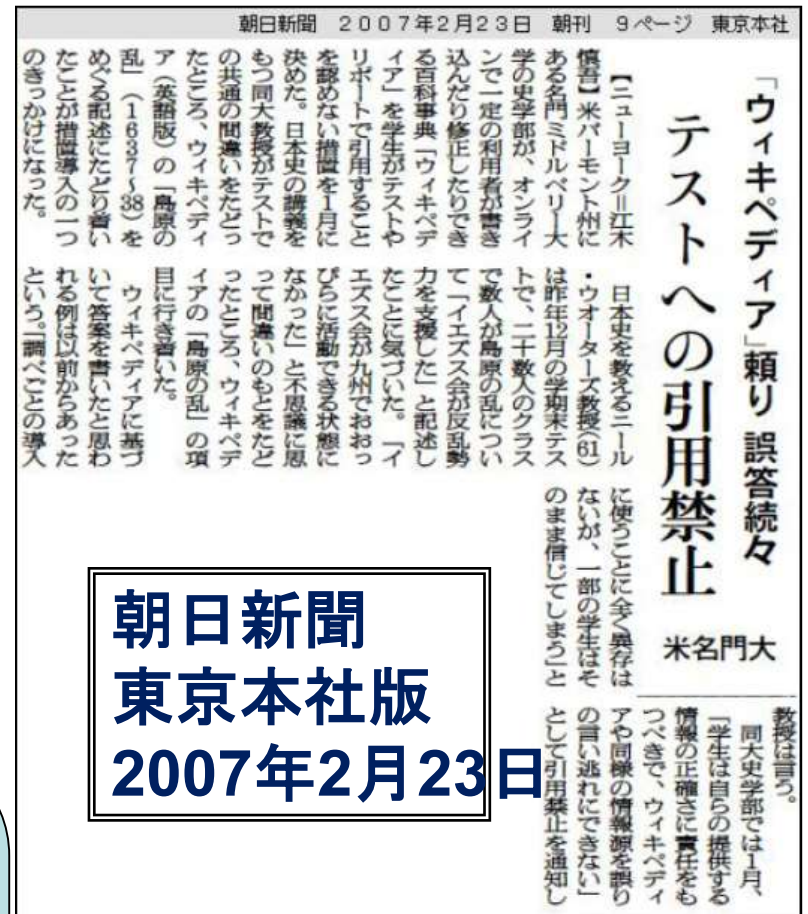 朝日新聞　2007年2月23日　朝刊　9ページ　東京本社
「ウィキペディア」頼り 誤答続々
テストへの引用禁止
米名門大
【ニューヨーク=江木
慎吾】米バーモント州に
ある名門ミドルベリー大
学の史学部が、オンライ
ンで一定の利用者が書き
込んだり修正したりでき
る百科事典「ウィキペデ
ィア」を学生がテストや
リポートで引用すること
を認めない措置を1月に
決めた。日本史の講義を
もつ同大教授がテストで
の共通の間違いをたどっ
たところ、ウィキペディ
ア（英語版）の「島原の
乱」（1637～38）を
めぐる記述にたどり着い
たことが措置導入の一つ
のきっかけになった。
日本史を教えるニール
・ウオーターズ教授(61)
は昨年12月の学期末テス
トで、二十数人のクラス
で数人が島原の乱につい
て「イエズス会が反乱勢
力を支援した」と記述し
たことに気づいた。「イ
エズス会が九州でおおっ
ぴらに活動できる状態に
なかった」と不思議に思
って間違いのもとをたど
ったところ、ウィキペデ
ィアの「島原の乱」の項
目に行き着いた。
ウィキペディアに基づ
いて答案を書いたと思わ
れる例は以前からあった
という。「調べごとの導入
に使うことに全く異存は
ないが、一部の学生はそ
のまま信じてしまう」と
教授は言う。
同大史学部では1月、
「学生は自らの提供する
情報の正確さに責任をも
つべきで、ウィキペディ
アや同様の情報源を誤り
の言い逃れにできない」
として引用禁止を通知し
朝日新聞
東京本社版
2007年2月23日